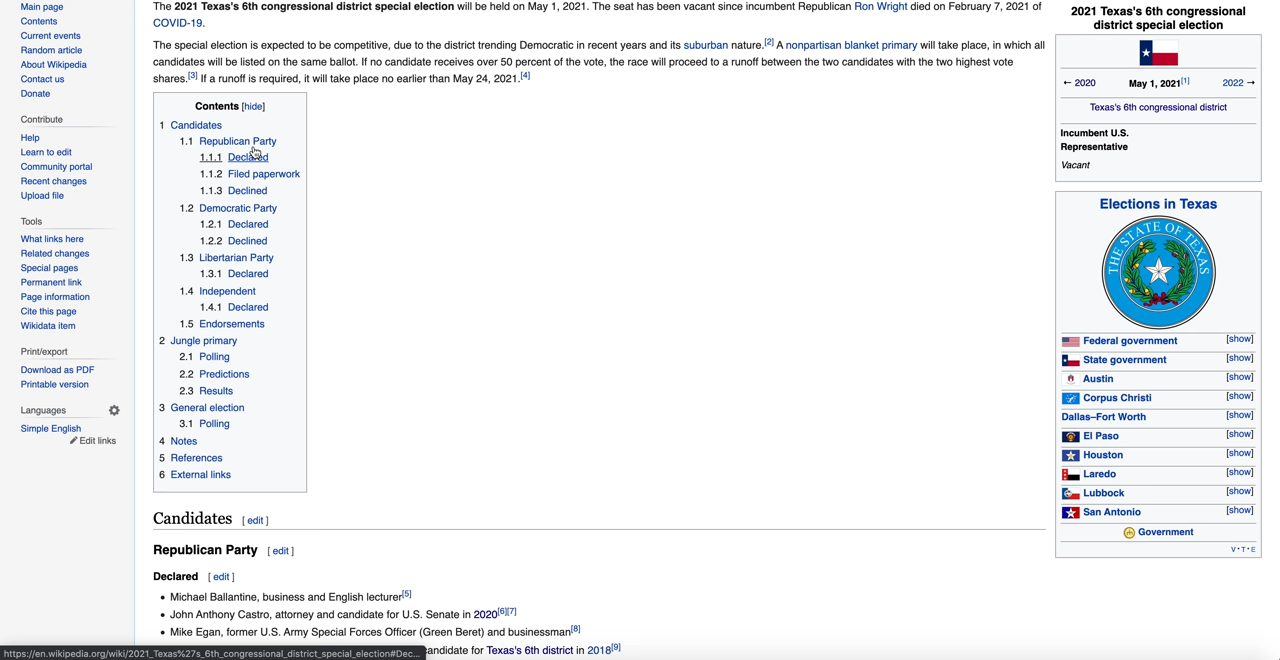 Main page
Contents
Current events
Random article
About Wikipedia
Contact us
Donate
Contribute
Help
Learn to edit
Community portal
Recent changes
Upload file
Tools
What links here
Related changes
Special pages
Permanent link
Page information
Cite this page
Wikidata item
Print/export
Download as PDF
Printable version
Languages
Simple English
Edit links
The 2021 Texas's 6th congressional district special election will be held on May 1, 2021. The seat has been vacant since incumbent Republican Ron Wright died on February 7, 2021 of
COVID-19.
The special election is expected to be competitive, due to the district trending Democratic in recent years and its suburban nature.[2] A nonpartisan blanket primary will take place, in which all
candidates will be listed on the same ballot. If no candidate receives over 50 percent of the vote, the race will proceed to a runoff between the two candidates with the two highest vote
shares.[3] If a runoff is required, it will take place no earlier than May 24, 2021.[4]
Contents [hide]
1 Candidates
1.1 Republican Party
1.1.1 Declared
1.1.2 Filed paperwork
1.1.3 Declined
1.2 Democratic Party
1.2.1 Declared
1.2.2 Declined
1.3 Libertarian Party
1.3.1 Declared
1.4 Independent
1.4.1 Declared
1.5 Endorsements
2 Jungle primary
2.1 Polling
2.2 Predictions
2.3 Results
3 General election
3.1 Polling
4 Notes
5 References
6 External links
Candidates [ edit ]
Republican Party [ edit ]
Declared [ edit ]
• Michael Ballantine, business and English lecturer[5]
• John Anthony Castro, attorney and candidate for U.S. Senate in 2020[6][7]
• Mike Egan, former U.S. Army Special Forces Officer (Green Beret) and businessman[8]
candidate for Texas's 6th district in 2018[9]
https://en.wikipedia.org/wiki/2021_Texas%27s_6th_congressional_district_special_election#Dec...
2021 Texas's 6th congressional
district special election
← 2020 May 1, 2021[1] 2022 →
Texas's 6th congressional district
Incumbent U.S.
Representative
Vacant
Elections in Texas
THE STATE OF TEXAS
Federal government [show]
State government [show]
Austin [show]
Corpus Christi [show]
Dallas–Fort Worth [show]
El Paso [show]
Houston [show]
Laredo [show]
Lubbock [show]
San Antonio [show]
Government
V·T·E